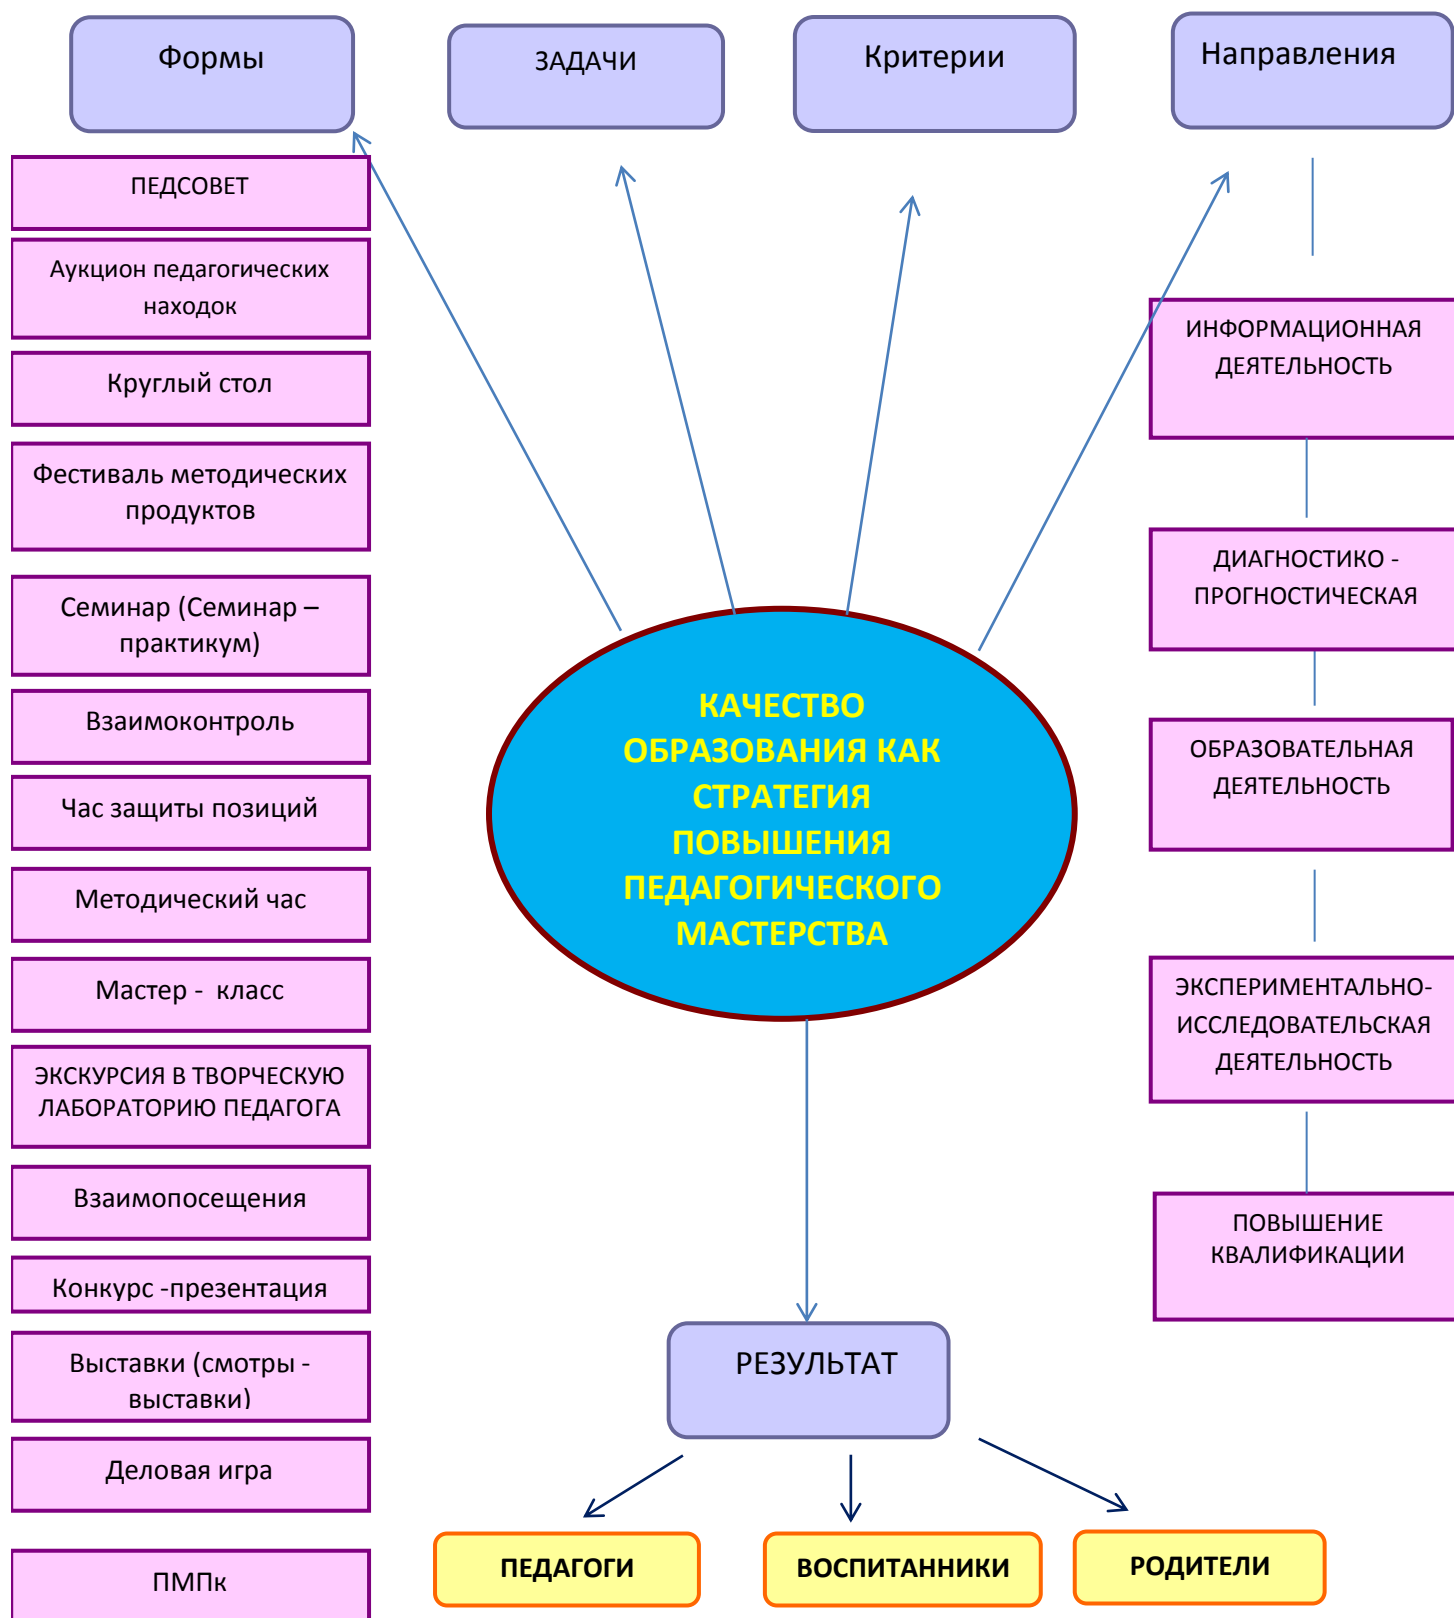 Формы
ЗАДАЧИ
Критерии
Направления
ПЕДСОВЕТ
Аукцион педагогических
находок
Круглый стол
Фестиваль методических
продуктов
Семинар (Семинар –
практикум)
Взаимоконтроль
Час защиты позиций
Методический час
Мастер - класс
ЭКСКУРСИЯ В ТВОРЧЕСКУЮ
ЛАБОРАТОРИЮ ПЕДАГОГА
Взаимопосещения
Конкурс -презентация
Выставки (смотры -
выставки)
Деловая игра
ПМПк
КАЧЕСТВО
ОБРАЗОВАНИЯ КАК
СТРАТЕГИЯ
ПОВЫШЕНИЯ
ПЕДАГОГИЧЕСКОГО
МАСТЕРСТВА
ИНФОРМАЦИОННАЯ
ДЕЯТЕЛЬНОСТЬ
ДИАГНОСТИКО -
ПРОГНОСТИЧЕСКАЯ
ОБРАЗОВАТЕЛЬНАЯ
ДЕЯТЕЛЬНОСТЬ
ЭКСПЕРИМЕНТАЛЬНО-
ИССЛЕДОВАТЕЛЬСКАЯ
ДЕЯТЕЛЬНОСТЬ
ПОВЫШЕНИЕ
КВАЛИФИКАЦИИ
РЕЗУЛЬТАТ
ПЕДАГОГИ
ВОСПИТАННИКИ
РОДИТЕЛИ